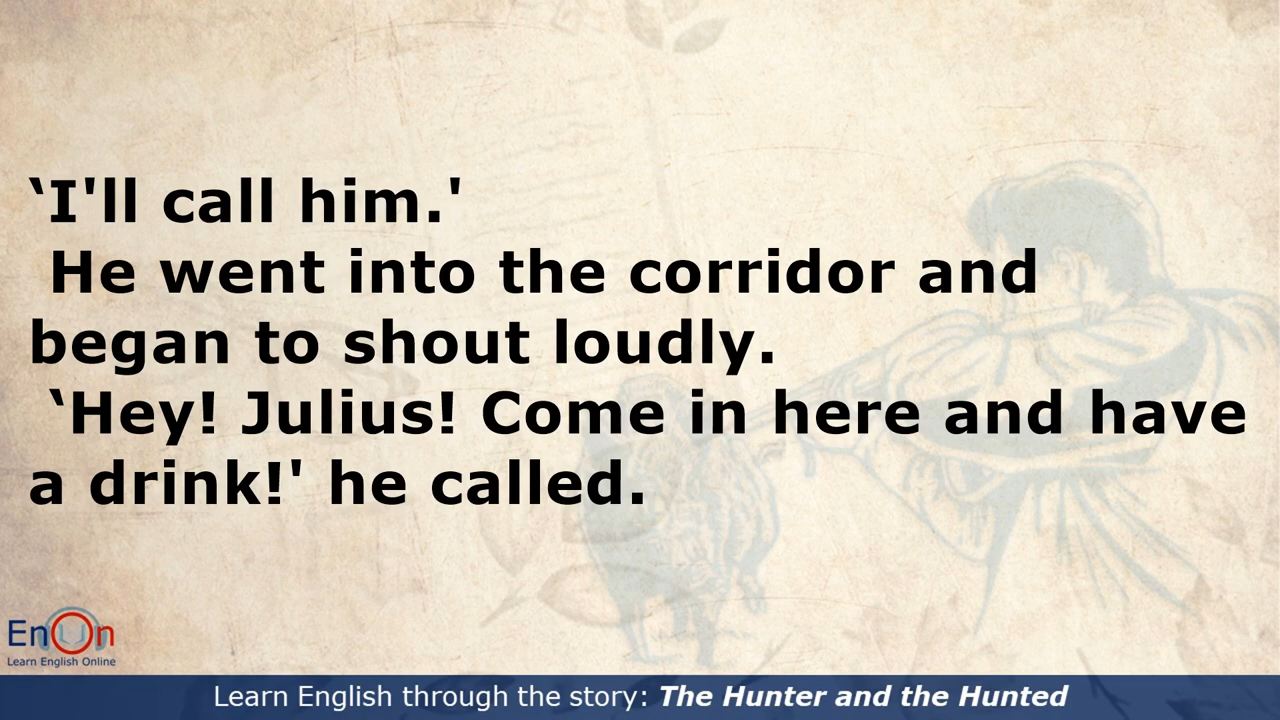 ‘I'll call him.'
He went into the corridor and
began to shout loudly.
‘Hey! Julius! Come in here and have
a drink!' he called.
EnOn
Learn English Online
Learn English through the story: The Hunter and the Hunted